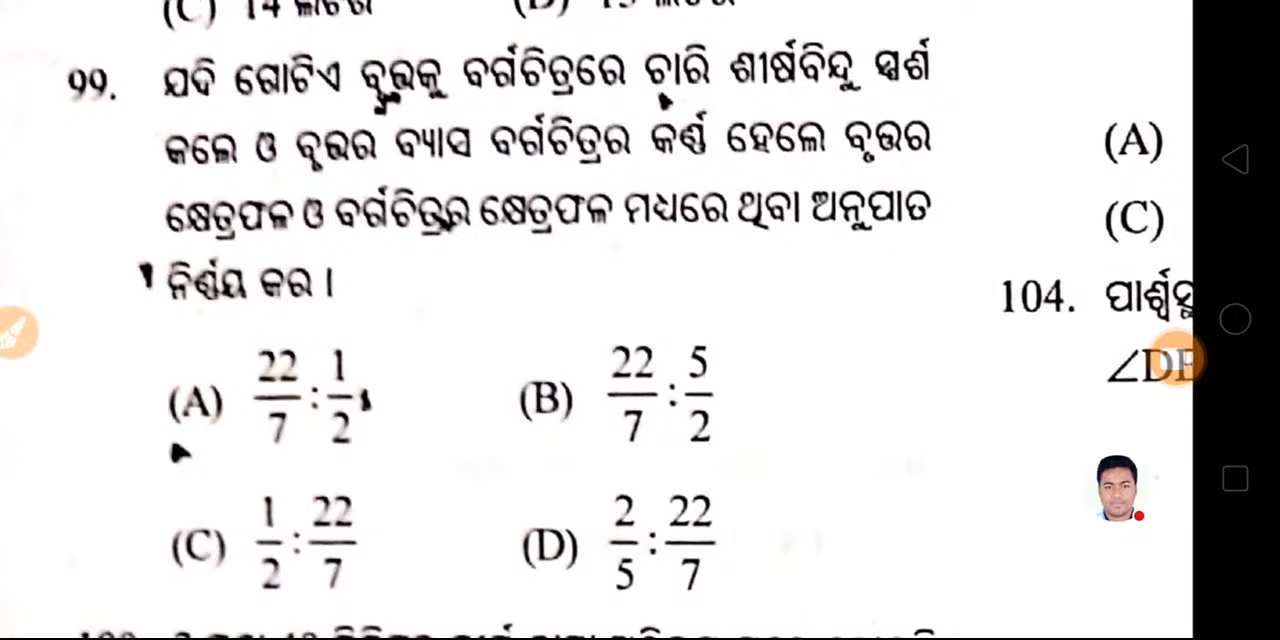 99. ଯଦି ଗୋଟିଏ ବୃତ୍ତକୁ ବର୍ଗଚିତ୍ରରେ ଚାରି ଶୀର୍ଷବିନ୍ଦୁ ସ୍ପର୍ଶ
କଲେ ଓ ବୃତ୍ତର ବ୍ୟାସ ବର୍ଗଚିତ୍ରର କର୍ଣ୍ଣ ହେଲେ ବୃତ୍ତର
କ୍ଷେତ୍ରଫଳ ଓ ବର୍ଗଚିତ୍ରର କ୍ଷେତ୍ରଫଳ ମଧ୍ୟରେ ଥିବା ଅନୁପାତ
ନିର୍ଣ୍ଣୟ କର ।
(A) 22/7 : 1/2 (B) 22/7 : 5/2
(C) 1/2 : 22/7 (D) 2/5 : 22/7
(A)
(C)
104. ପାର୍ଶ୍ୱସ୍ଥ
∠DE